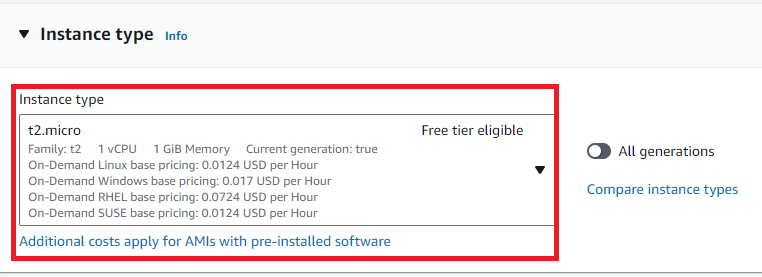 Instance type Info
Instance type
t2.micro Free tier eligible
Family: t2 1 vCPU 1 GiB Memory Current generation: true
On-Demand Linux base pricing: 0.0124 USD per Hour
On-Demand Windows base pricing: 0.017 USD per Hour
On-Demand RHEL base pricing: 0.0724 USD per Hour
On-Demand SUSE base pricing: 0.0124 USD per Hour
Additional costs apply for AMIs with pre-installed software
All generations
Compare instance types